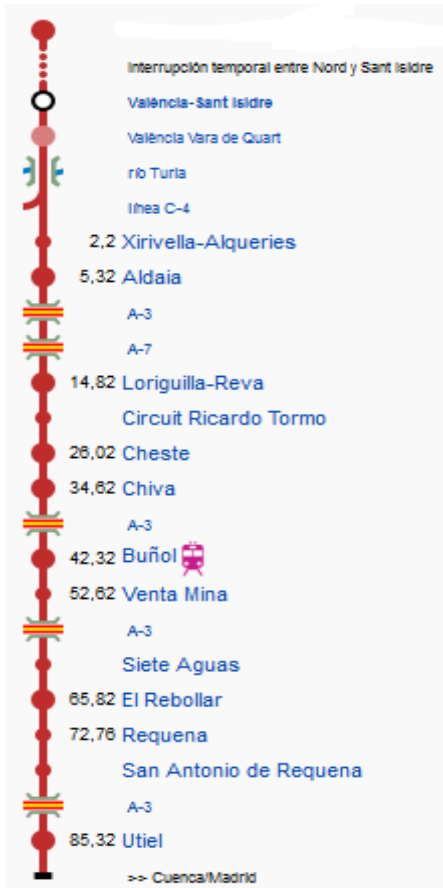 Interrupción temporal entre Nord y Sant Isidre
València-Sant Isidre
València Vara de Quart
río Turia
línea C-4
2,2 Xirivella-Alqueries
5,32 Aldaia
A-3
A-7
14,82 Loriguilla-Reva
Circuit Ricardo Tormo
26,02 Cheste
34,62 Chiva
A-3
42,32 Buñol
52,62 Venta Mina
A-3
Siete Aguas
65,82 El Rebollar
72,76 Requena
San Antonio de Requena
A-3
85,32 Utiel
>> Cuenca/Madrid